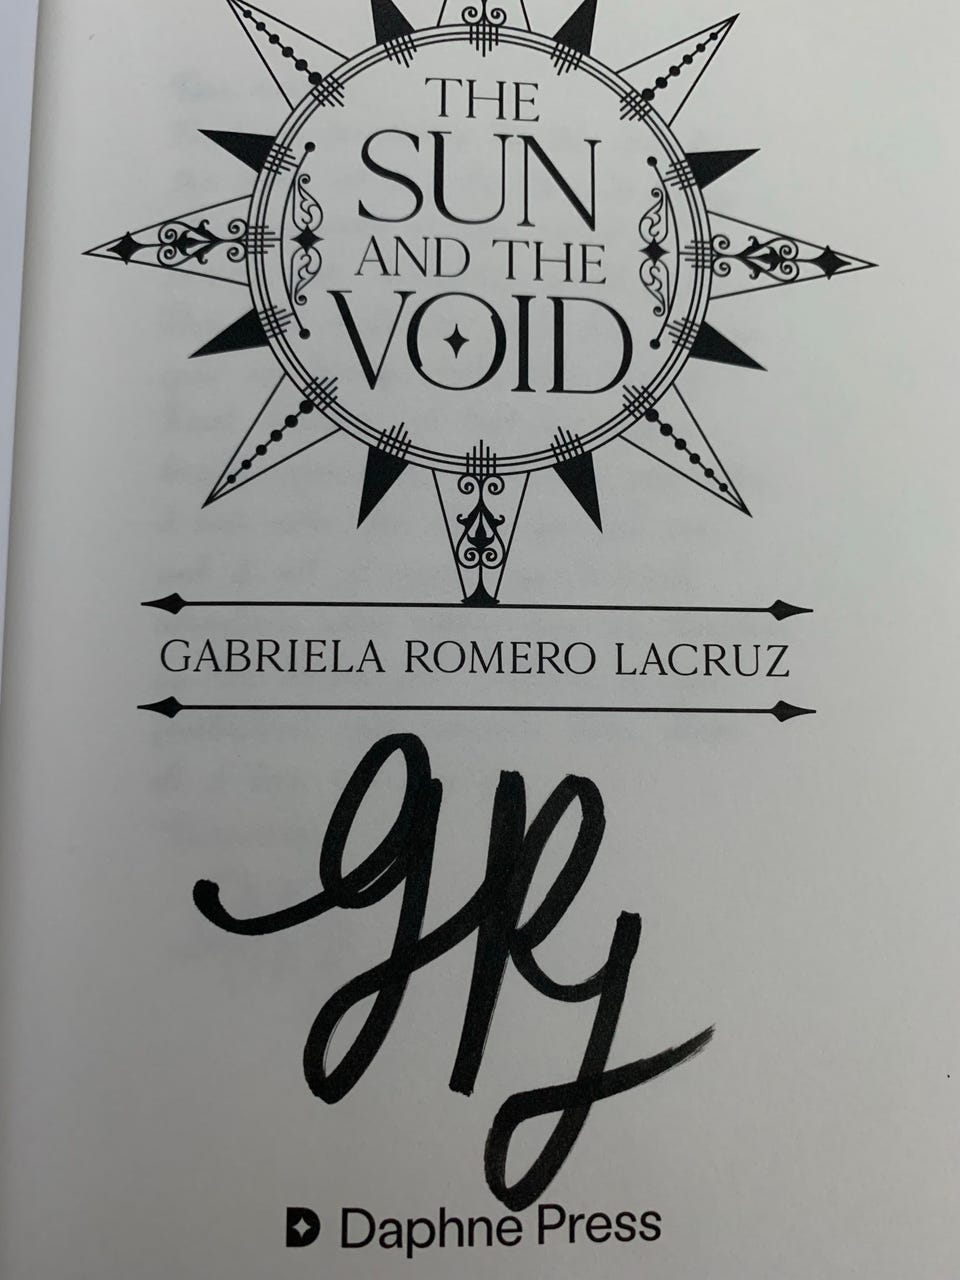 THE
SUN
AND THE
VOID
GABRIELA ROMERO LACRUZ
Daphne Press